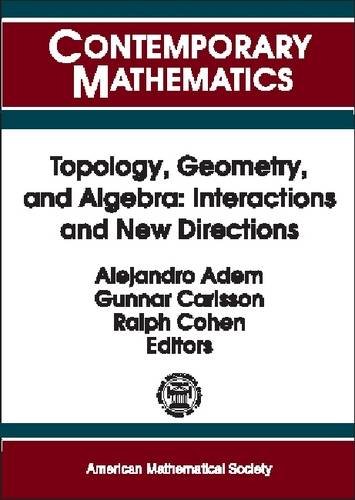 CONTEMPORARY
MATHEMATICS
Topology, Geometry,
and Algebra: Interactions
and New Directions
Alejandro Adem
Gunnar Carlsson
Ralph Cohen
Editors
American Mathematical Society